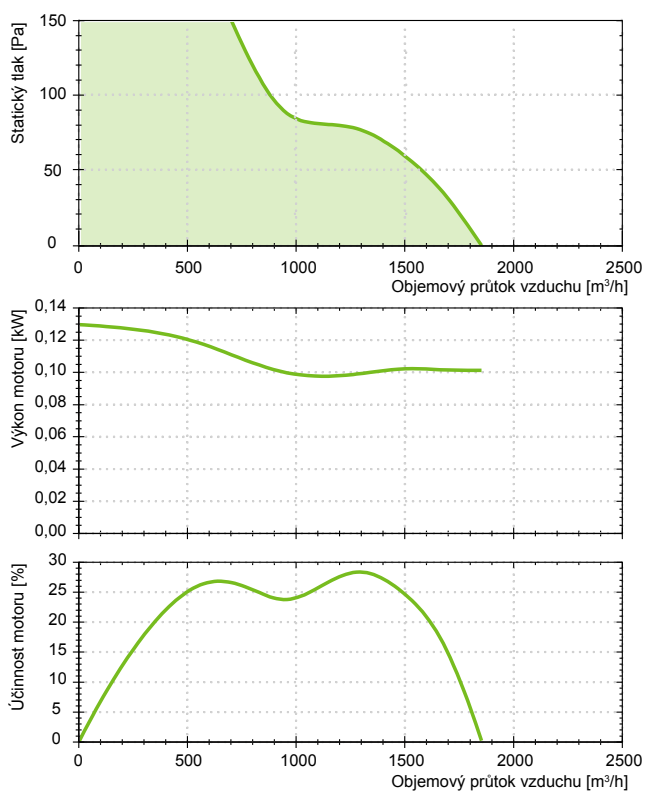 Statický tlak [Pa]
150
100
50
0
0 500 1000 1500 2000 2500
Objemový průtok vzduchu [m³/h]
Výkon motoru [kW]
0,14
0,12
0,10
0,08
0,06
0,04
0,02
0,00
Účinnost motoru [%]
30
25
20
15
10
5
0
0 500 1000 1500 2000 2500
Objemový průtok vzduchu [m³/h]